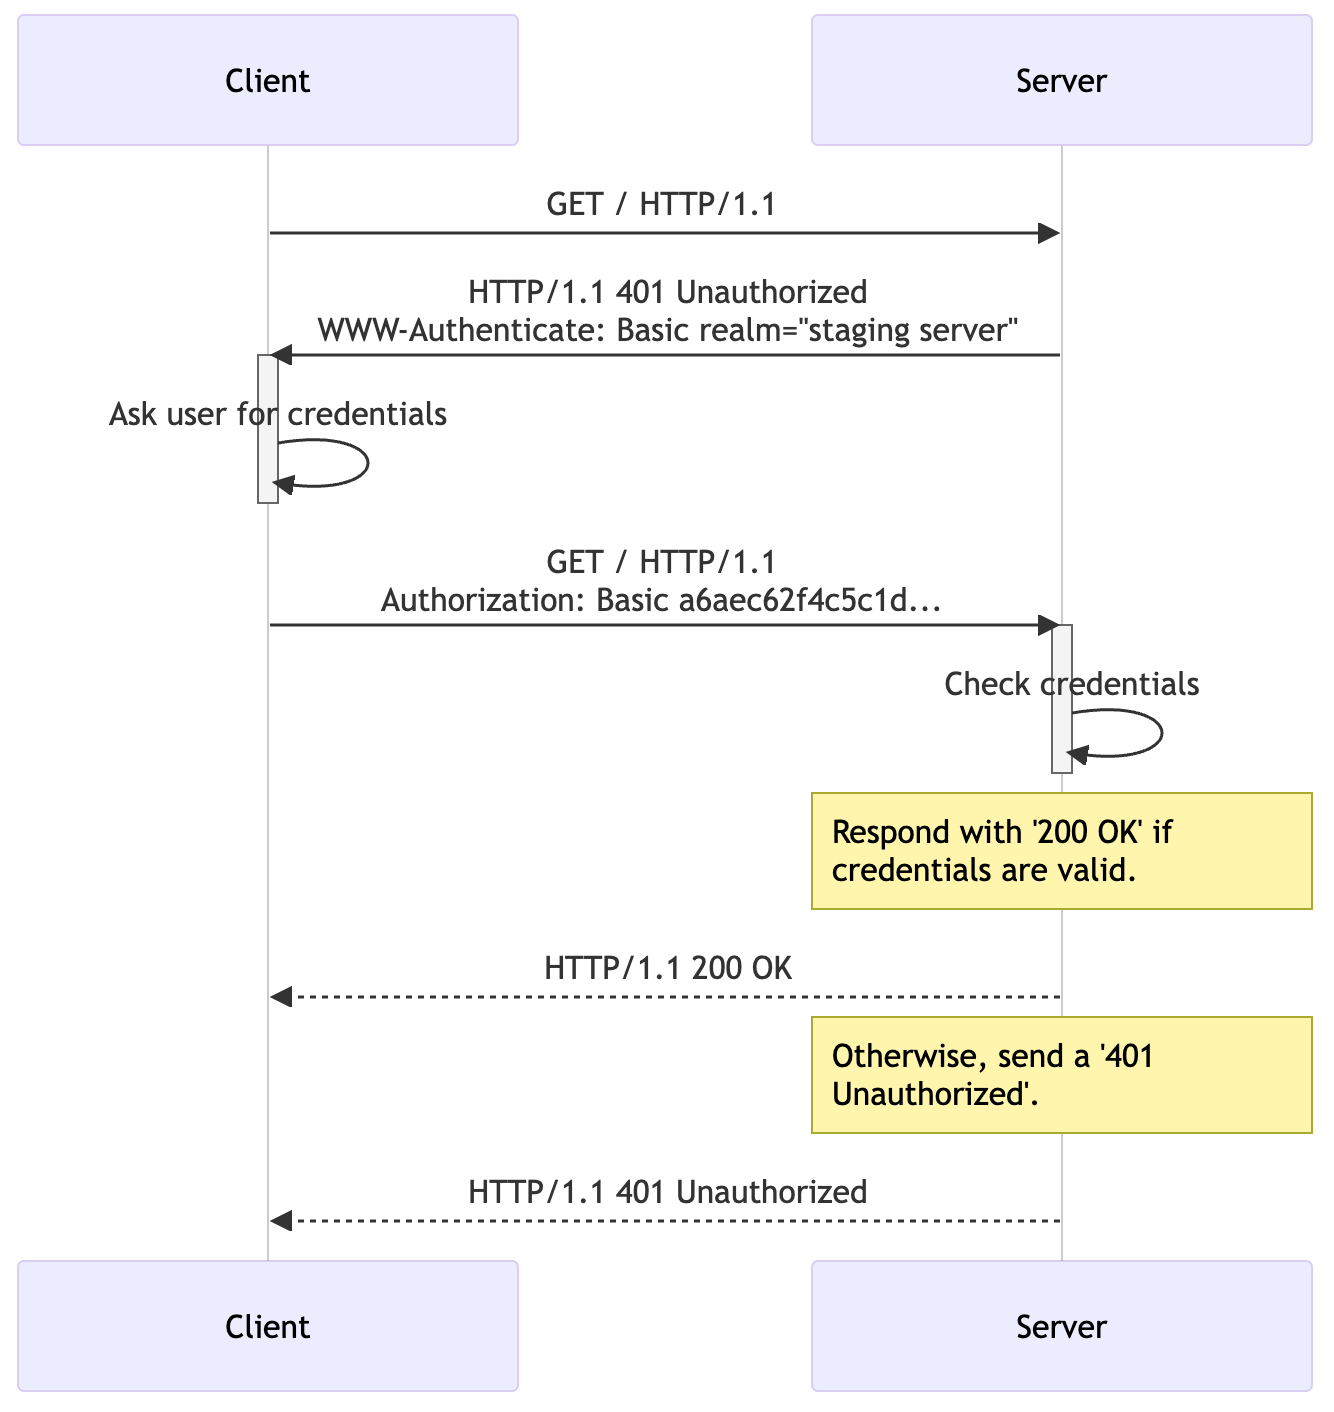 Client
Server
GET / HTTP/1.1
HTTP/1.1 401 Unauthorized
WWW-Authenticate: Basic realm="staging server"
Ask user for credentials
GET / HTTP/1.1
Authorization: Basic a6aec62f4c5c1d...
Check credentials
Respond with '200 OK' if
credentials are valid.
HTTP/1.1 200 OK
Otherwise, send a '401
Unauthorized'.
HTTP/1.1 401 Unauthorized
Client
Server